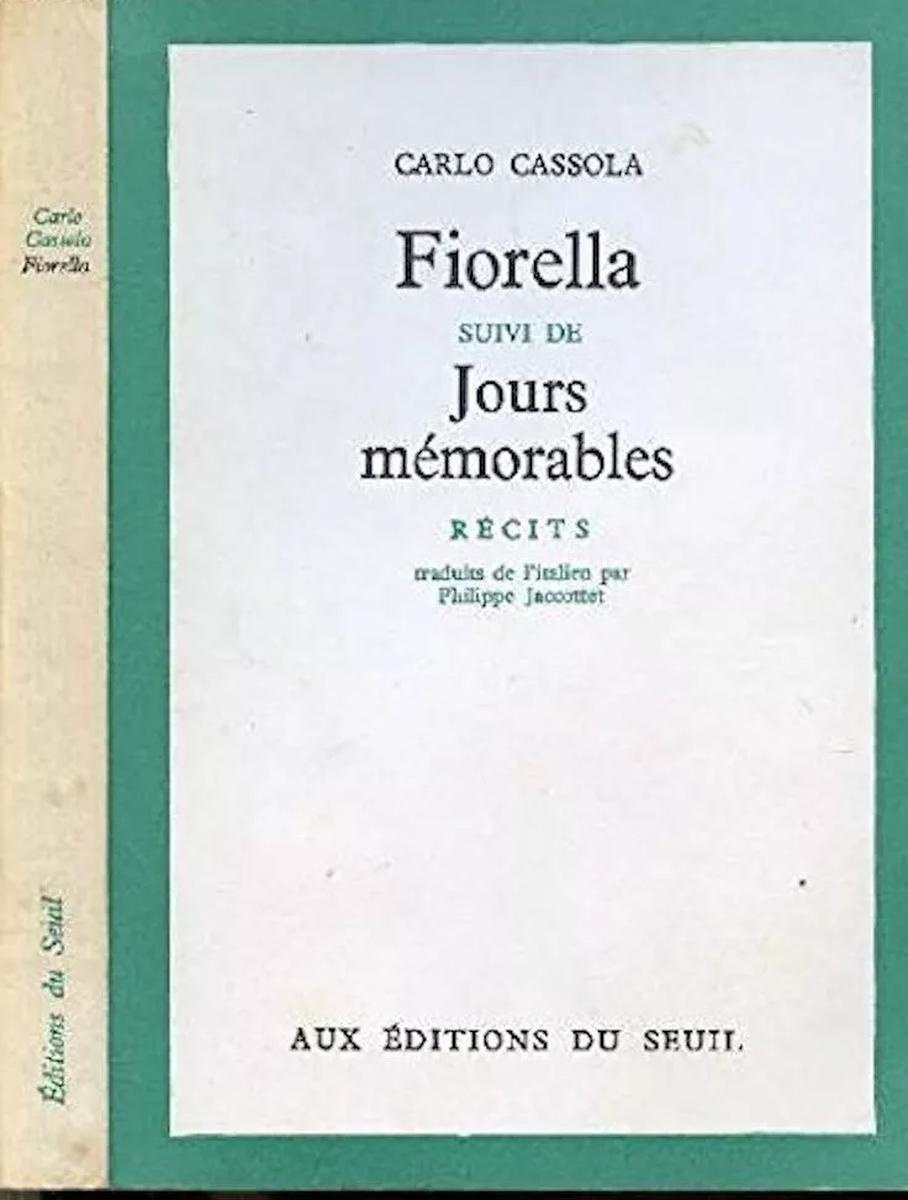 Carlo
Cassola
Fiorella
Éditions du Seuil
CARLO CASSOLA
Fiorella
SUIVI DE
Jours
mémorables
RÉCITS
traduits de l'italien par
Philippe Jaccottet
AUX ÉDITIONS DU SEUIL